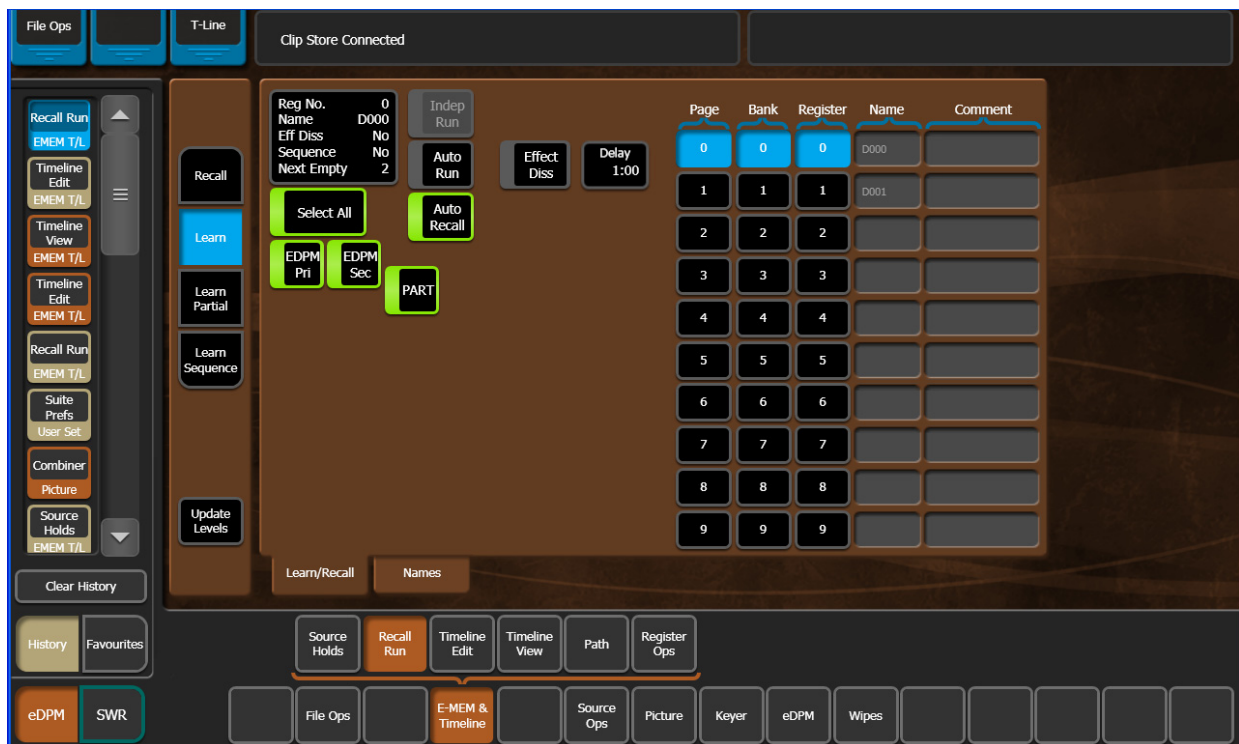 File Ops
T-Line
Clip Store Connected
Recall Run
EMEM T/L
Timeline
Edit
EMEM T/L
Timeline
View
EMEM T/L
Timeline
Edit
EMEM T/L
Recall Run
EMEM T/L
Suite
Prefs
User Set
Combiner
Picture
Source
Holds
EMEM T/L
Clear History
History
Favourites
eDPM
SWR
Recall
Learn
Learn
Partial
Learn
Sequence
Update
Levels
Reg No. 0
Name D000
Eff Diss No
Sequence No
Next Empty 2
Indep
Run
Auto
Run
Auto
Recall
Effect
Diss
Delay
1:00
Select All
EDPM
Pri
EDPM
Sec
PART
Page Bank Register Name Comment
0 0 0 D000
1 1 1 D001
2 2 2
3 3 3
4 4 4
5 5 5
6 6 6
7 7 7
8 8 8
9 9 9
Learn/Recall
Names
Source
Holds
Recall
Run
Timeline
Edit
Timeline
View
Path
Register
Ops
File Ops
E-MEM &
Timeline
Source
Ops
Picture
Keyer
eDPM
Wipes